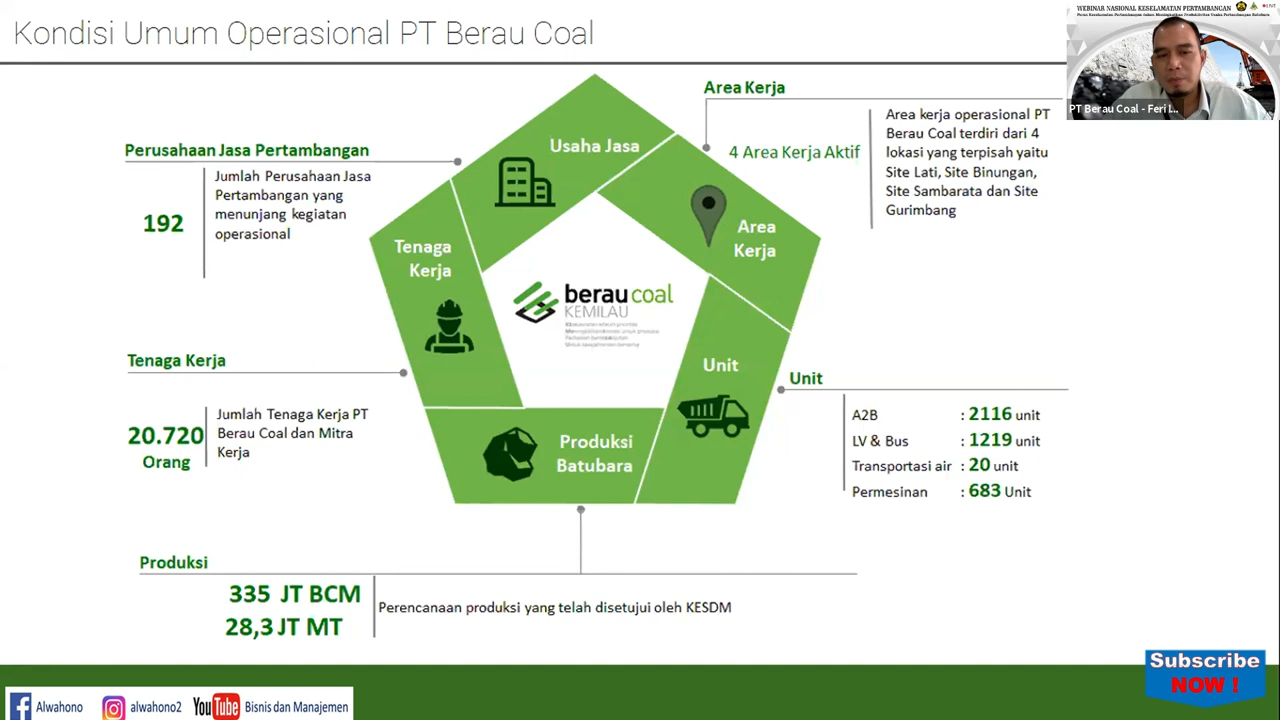 Kondisi Umum Operasional PT Berau Coal
WEBINAR NASIONAL KESELAMATAN PERTAMBANGAN
LIVE
PT Berau Coal - Feri I...
Perusahaan Jasa Pertambangan
192
Jumlah Perusahaan Jasa
Pertambangan yang
menunjang kegiatan
operasional
Usaha Jasa
Area Kerja
4 Area Kerja Aktif
Area kerja operasional PT
Berau Coal terdiri dari 4
lokasi yang terpisah yaitu
Site Lati, Site Binungan,
Site Sambarata dan Site
Gurimbang
Tenaga
Kerja
Area
Kerja
berau coal
KEMILAU
Tenaga Kerja
20.720
Orang
Jumlah Tenaga Kerja PT
Berau Coal dan Mitra
Kerja
Unit
Unit
A2B : 2116 unit
LV & Bus : 1219 unit
Transportasi air : 20 unit
Permesinan : 683 Unit
Produksi
Batubara
Produksi
335 JT BCM
28,3 JT MT
Perencanaan produksi yang telah disetujui oleh KESDM
Subscribe
NOW !
Alwahono
alwahono2
YouTube
Bisnis dan Manajemen